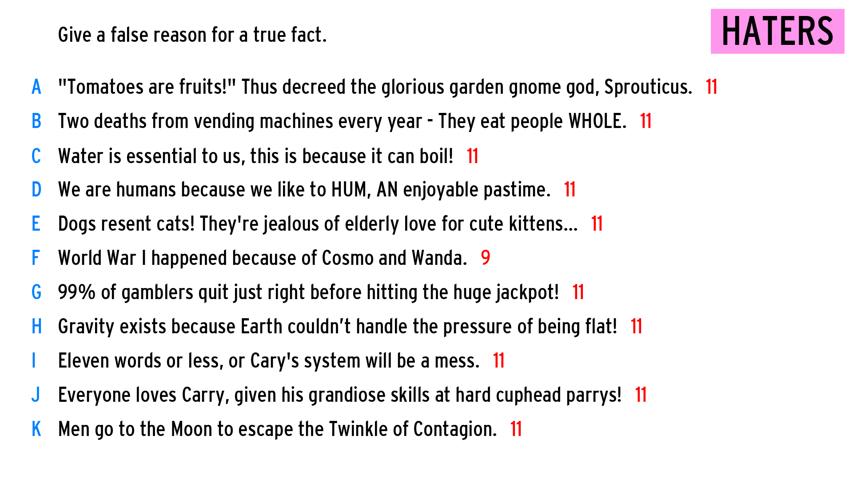 Give a false reason for a true fact.
HATERS
A "Tomatoes are fruits!" Thus decreed the glorious garden gnome god, Sprouticus. 11
B Two deaths from vending machines every year - They eat people WHOLE. 11
C Water is essential to us, this is because it can boil! 11
D We are humans because we like to HUM, AN enjoyable pastime. 11
E Dogs resent cats! They're jealous of elderly love for cute kittens... 11
F World War I happened because of Cosmo and Wanda. 9
G 99% of gamblers quit just right before hitting the huge jackpot! 11
H Gravity exists because Earth couldn’t handle the pressure of being flat! 11
I Eleven words or less, or Cary's system will be a mess. 11
J Everyone loves Carry, given his grandiose skills at hard cuphead parrys! 11
K Men go to the Moon to escape the Twinkle of Contagion. 11